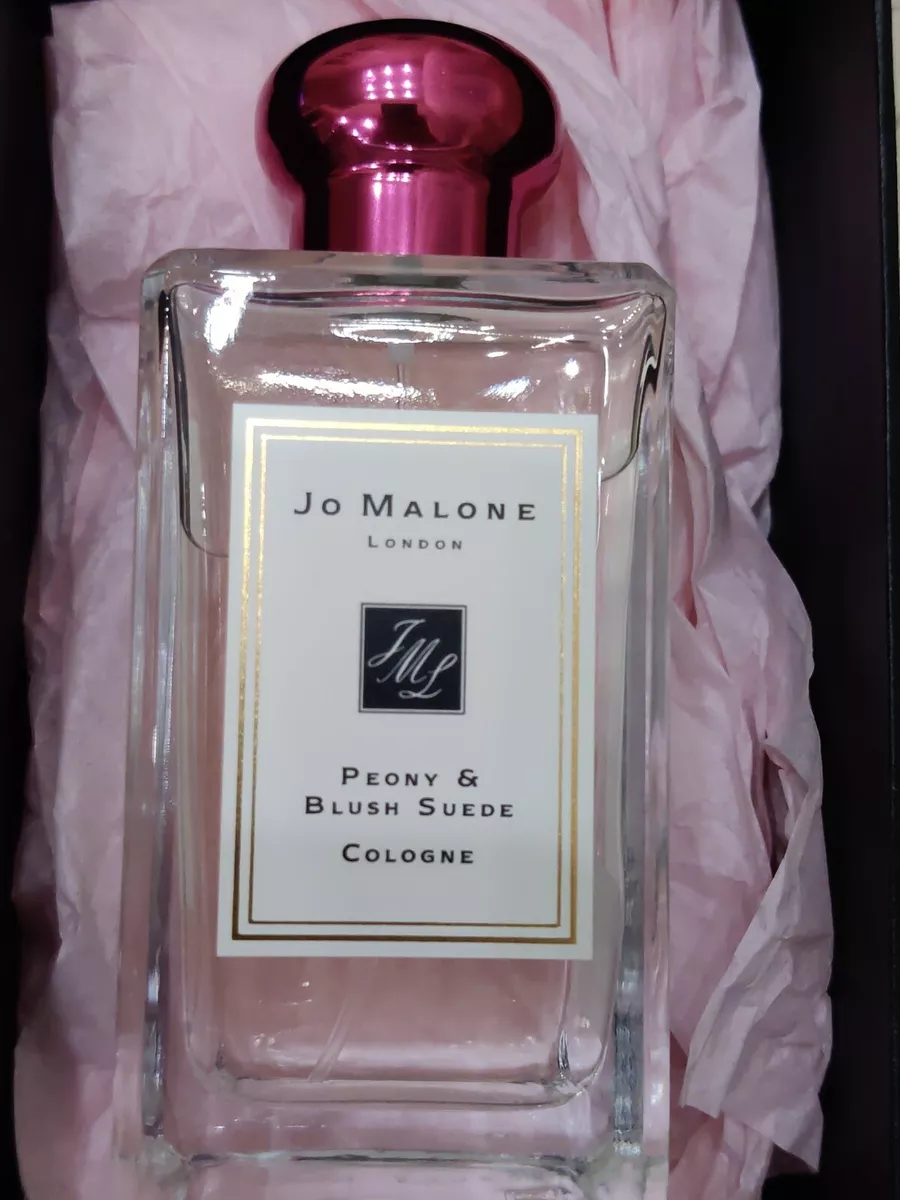 Jo Malone
London
JML
Peony &
Blush Suede
Cologne